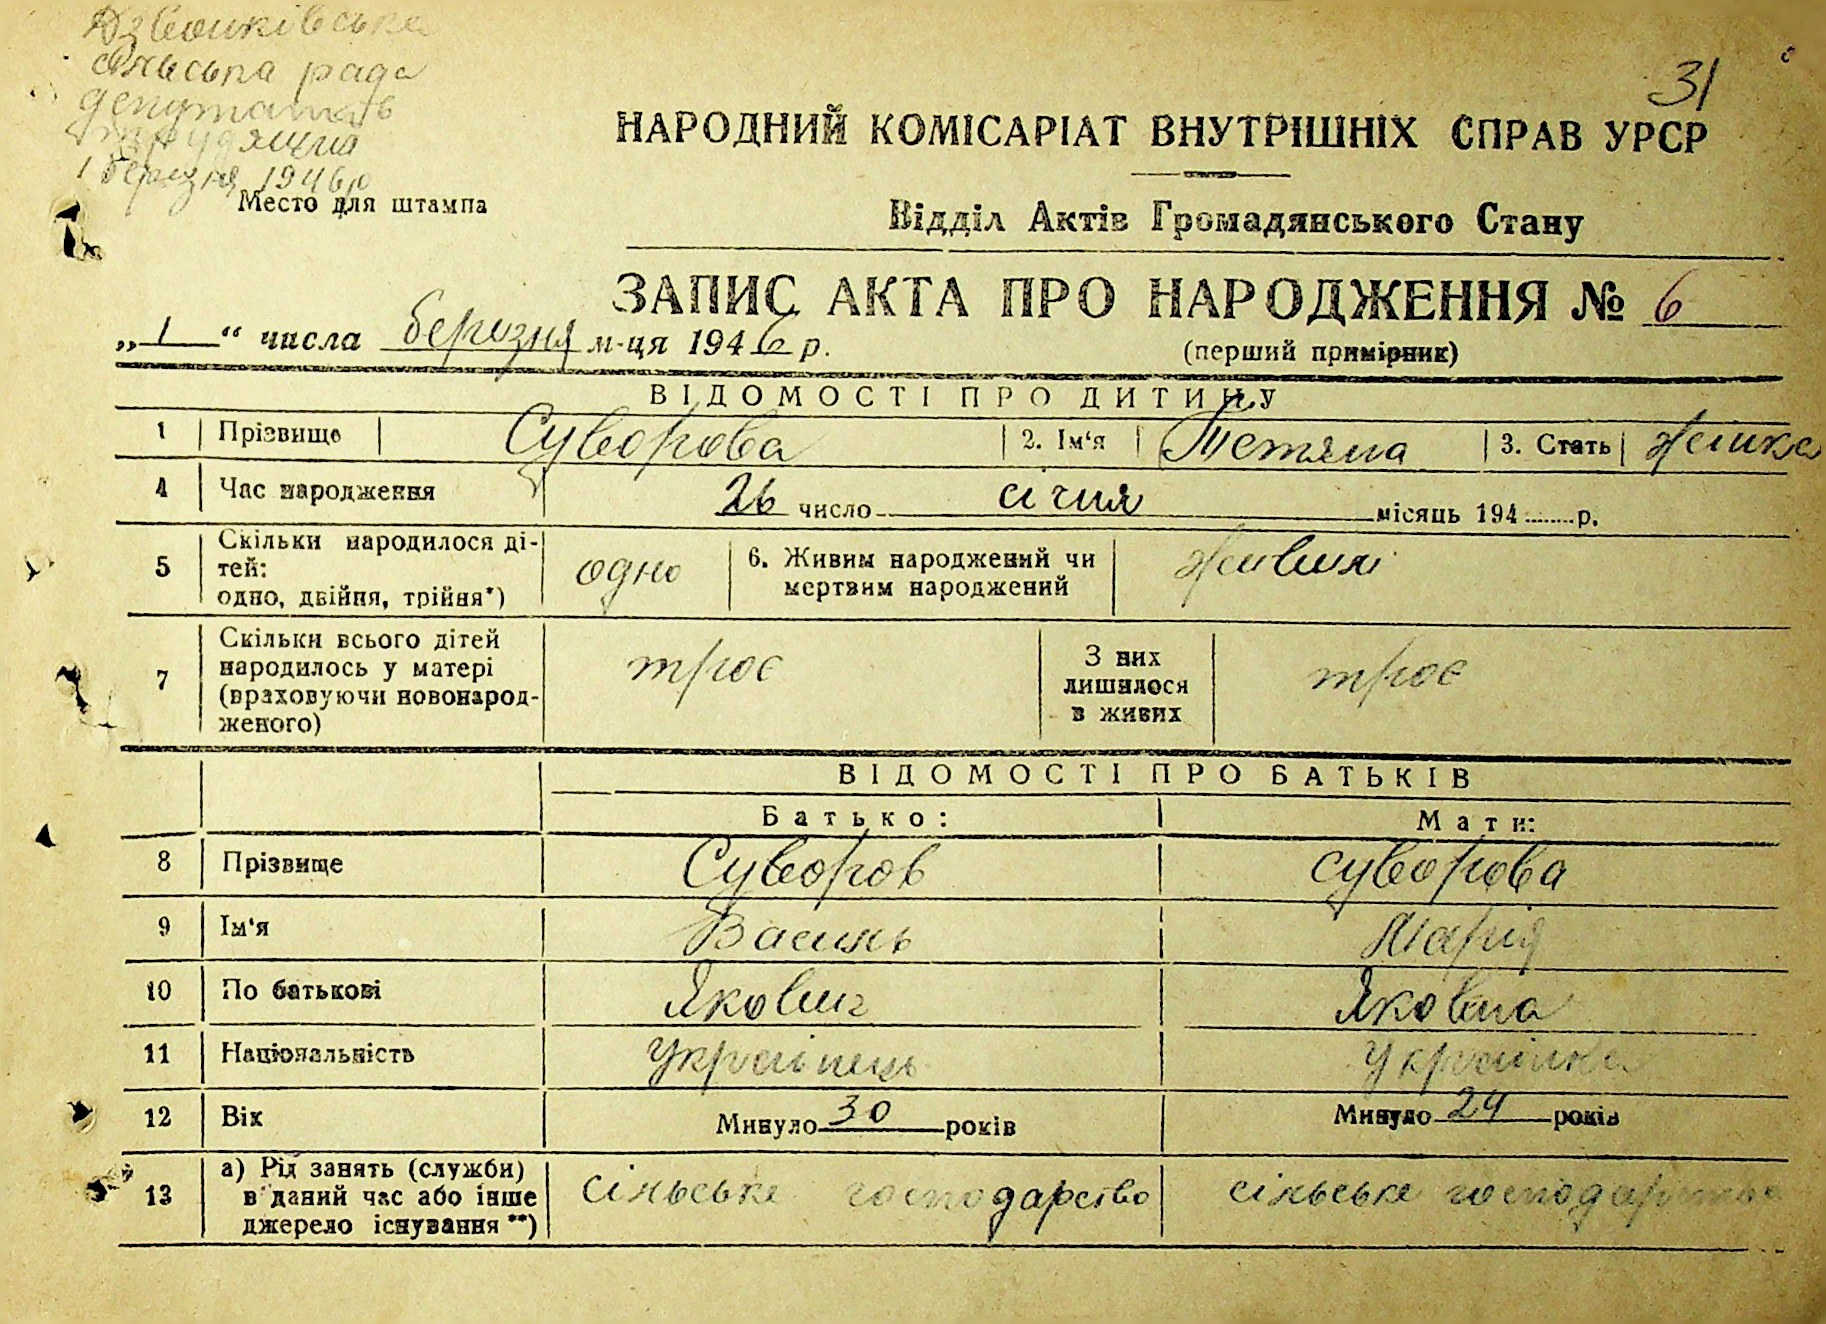 Дзвонківська
сільська рада
депутатів
трудящих
1 березня 1946р
31
НАРОДНИЙ КОМІСАРІАТ ВНУТРІШНІХ СПРАВ УРСР
Место для штампа
Відділ Актів Громадянського Стану
ЗАПИС АКТА ПРО НАРОДЖЕННЯ № 6
„1“ числа березня м-ця 1946 р.
(перший примірник)
ВІДОМОСТІ ПРО ДИТИНУ
1 Прізвище Суворова 2. Ім‘я Тетяна 3. Стать жінка
4 Час народження 26 число січня місяць 194 р.
5 Скільки народилося ді-
тей:
одно, двійня, трійня*) одно 6. Живим народжений чи
мертвим народжений живим
7 Скільки всього дітей
народилось у матері
(враховуючи новонарод-
женого) троє З них
лишилося
в живих троє
ВІДОМОСТІ ПРО БАТЬКІВ
Батько: Мати:
8 Прізвище Суворов Суворова
9 Ім‘я Василь Марія
10 По батькові Якович Яковна
11 Національність Українець Українка
12 Вік Минуло 30 років Минуло 24 років
13 а) Рід занять (служби)
в даний час або інше
джерело існування **) сільське господарство сільське господарство